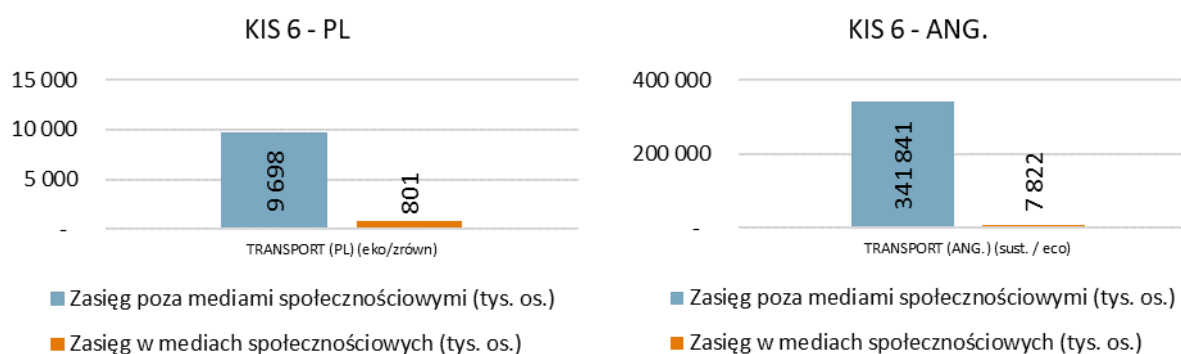 KIS 6 - PL
15 000
10 000
5 000
-
9 698
801
TRANSPORT (PL) (eko/zrówn)
Zasięg poza mediami społecznościowymi (tys. os.)
Zasięg w mediach społecznościowych (tys. os.)
KIS 6 - ANG.
400 000
200 000
-
341 841
7 822
TRANSPORT (ANG.) (sust. / eco)
Zasięg poza mediami społecznościowymi (tys. os.)
Zasięg w mediach społecznościowych (tys. os.)